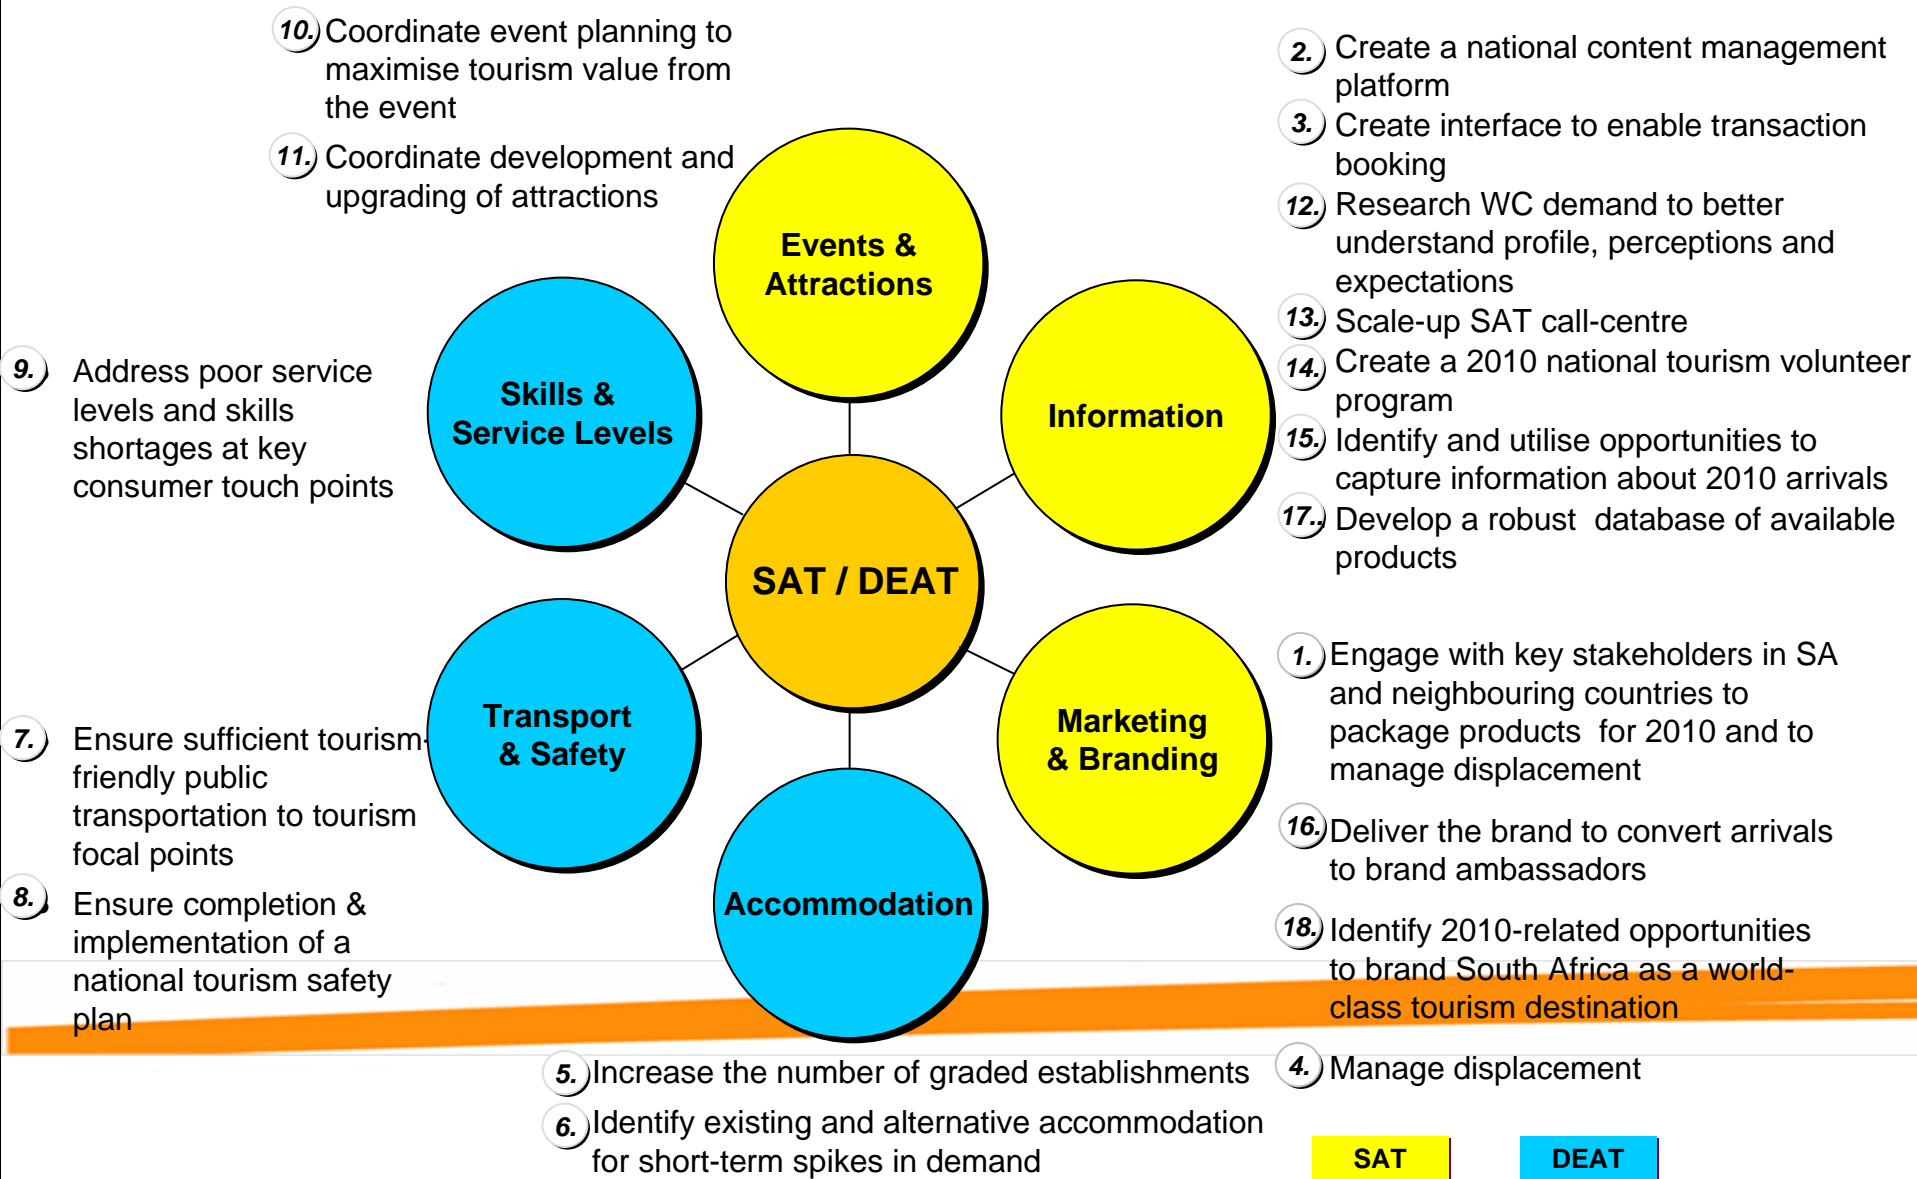 10. Coordinate event planning to
maximise tourism value from
the event
11. Coordinate development and
upgrading of attractions
2. Create a national content management
platform
3. Create interface to enable transaction
booking
12. Research WC demand to better
understand profile, perceptions and
expectations
13. Scale-up SAT call-centre
14. Create a 2010 national tourism volunteer
program
15. Identify and utilise opportunities to
capture information about 2010 arrivals
17.. Develop a robust  database of available
products
Events &
Attractions
Skills &
Service Levels
Information
9. Address poor service
levels and skills
shortages at key
consumer touch points
SAT / DEAT
Transport
& Safety
Marketing
& Branding
Accommodation
7. Ensure sufficient tourism-
friendly public
transportation to tourism
focal points
8. Ensure completion &
implementation of a
national tourism safety
plan
1. Engage with key stakeholders in SA
and neighbouring countries to
package products  for 2010 and to
manage displacement
16. Deliver the brand to convert arrivals
to brand ambassadors
18. Identify 2010-related opportunities
to brand South Africa as a world-
class tourism destination
4. Manage displacement
5. Increase the number of graded establishments
6. Identify existing and alternative accommodation
for short-term spikes in demand
SAT
DEAT